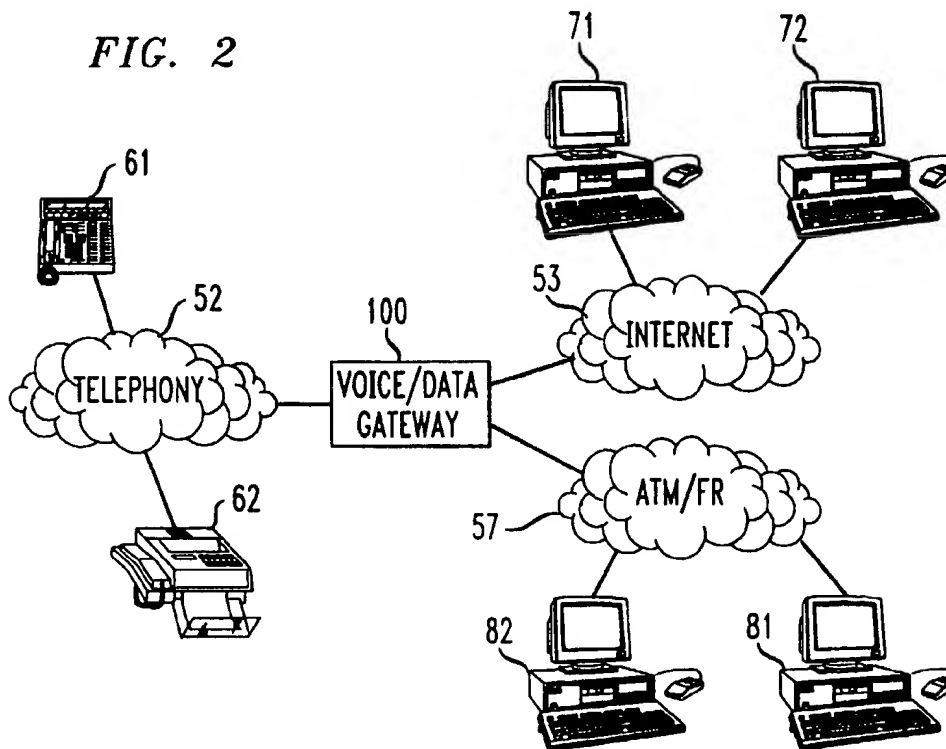 FIG. 2
71
72
61
52
53
100
INTERNET
TELEPHONY
VOICE/DATA
GATEWAY
ATM/FR
57
62
82
81